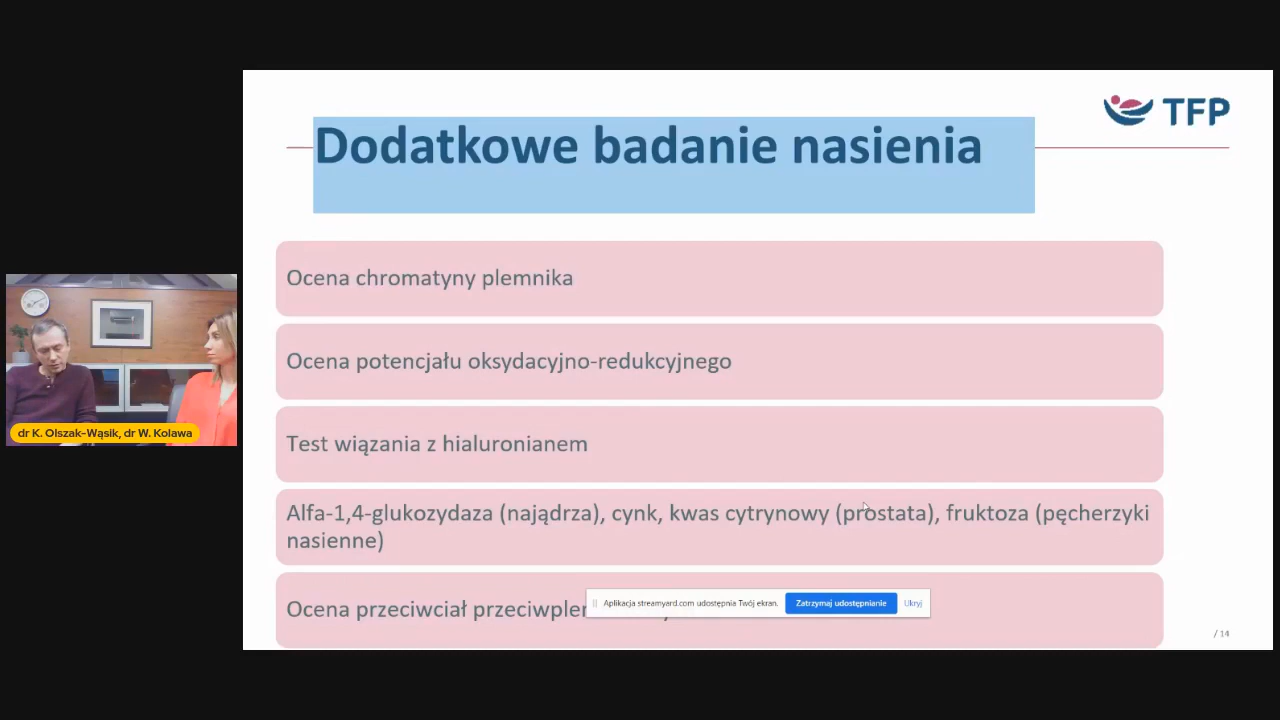 TFP
Dodatkowe badanie nasienia
Ocena chromatyny plemnika
Ocena potencjału oksydacyjno-redukcyjnego
Test wiązania z hialuronianem
Alfa-1,4-glukozydaza (najądrza), cynk, kwas cytrynowy (prostata), fruktoza (pęcherzyki
nasienne)
Ocena przeciwciał
Aplikacja streamyard.com udostępnia Twój ekran.
Zatrzymaj udostępnianie
Ukryj
dr K. Olszak-Wąsik, dr W. Kolawa
/ 14